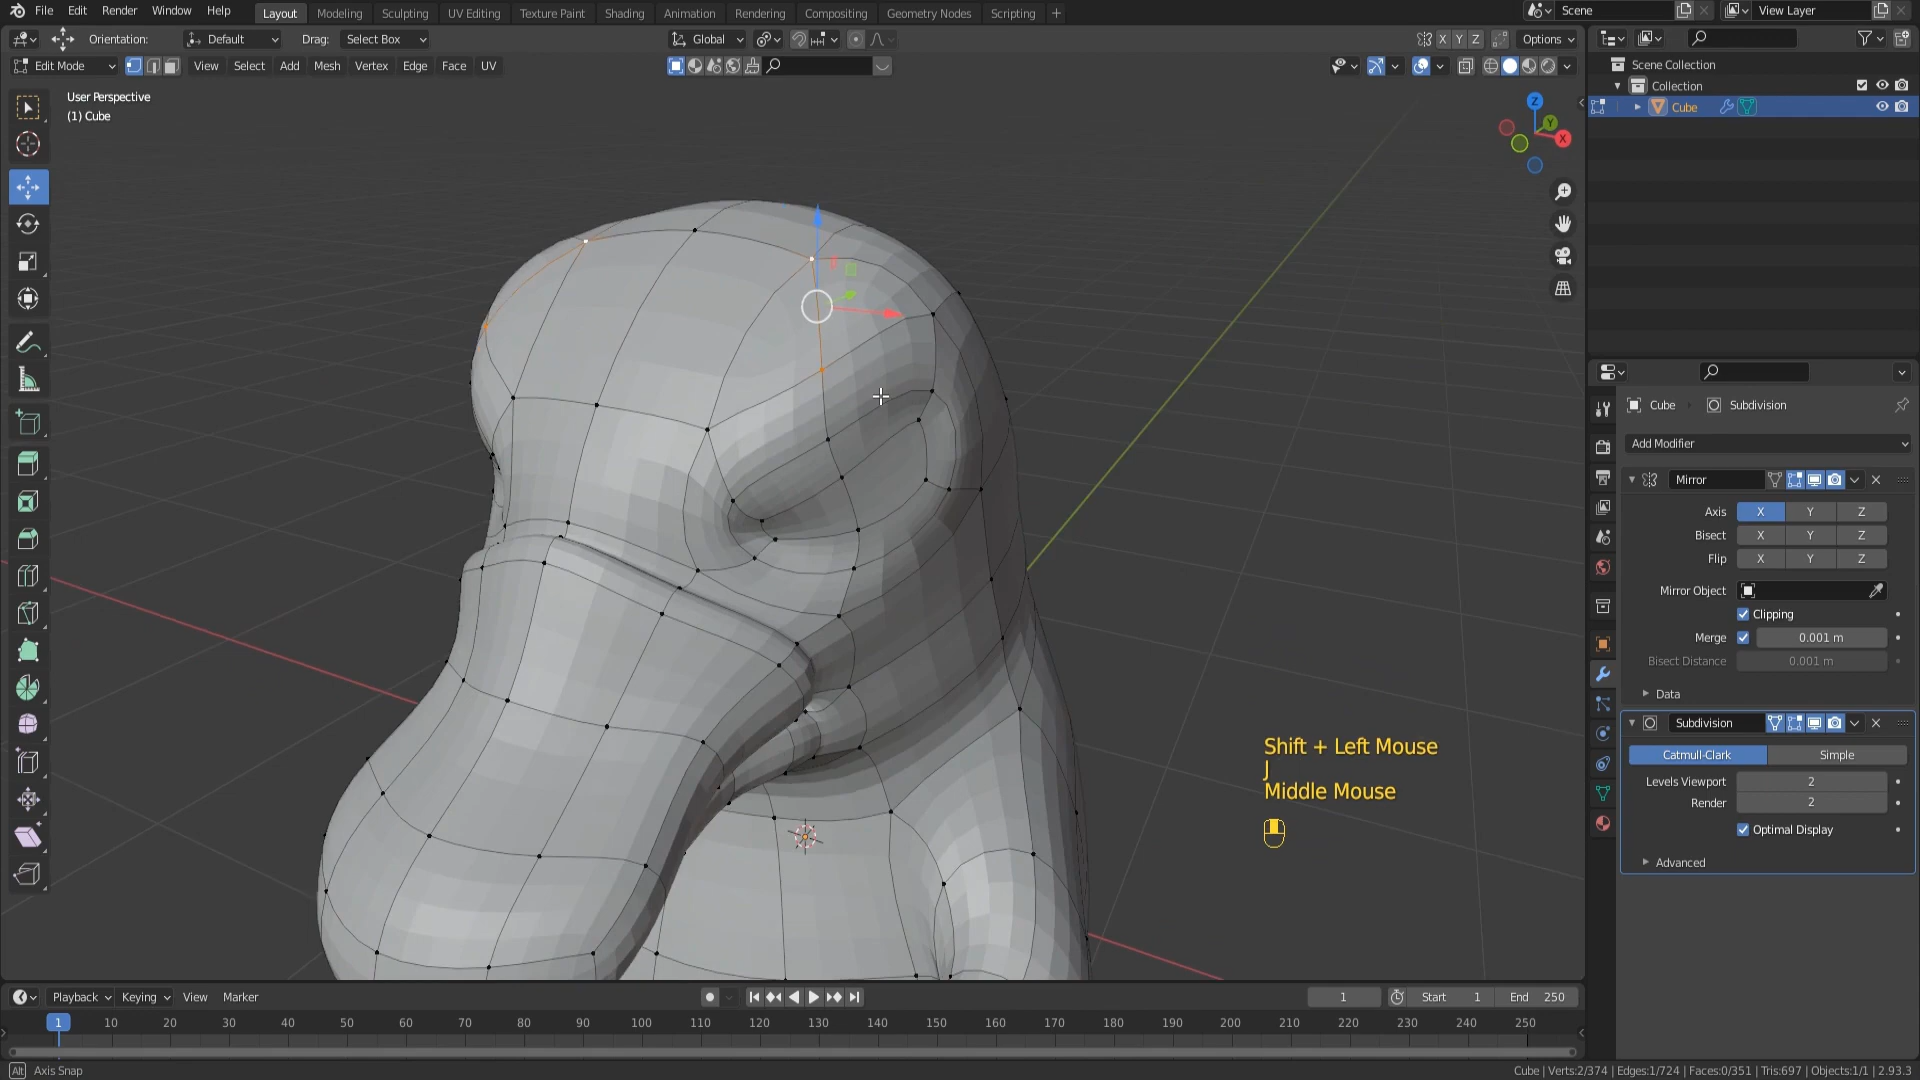 File Edit Render Window Help Layout Modeling Sculpting UV Editing Texture Paint Shading Animation Rendering Compositing Geometry Nodes Scripting + Scene View Layer
Orientation: Default Drag: Select Box Global X Y Z Options
Edit Mode View Select Add Mesh Vertex Edge Face UV
User Perspective
(1) Cube
Z
Y
X
Scene Collection
Collection
Cube
Cube Subdivision
Add Modifier
Mirror
Axis X Y Z
Bisect X Y Z
Flip X Y Z
Mirror Object
Clipping
Merge 0.001 m
Bisect Distance 0.001 m
Data
Subdivision
Catmull-Clark Simple
Levels Viewport 2
Render 2
Optimal Display
Advanced
Shift + Left Mouse
J
Middle Mouse
Playback Keying View Marker 1 Start 1 End 250
1 10 20 30 40 50 60 70 80 90 100 110 120 130 140 150 160 170 180 190 200 210 220 230 240 250
Alt Axis Snap Cube | Verts:2/374 | Edges:1/724 | Faces:0/351 | Tris:697 | Objects:1/1 | 2.93.3